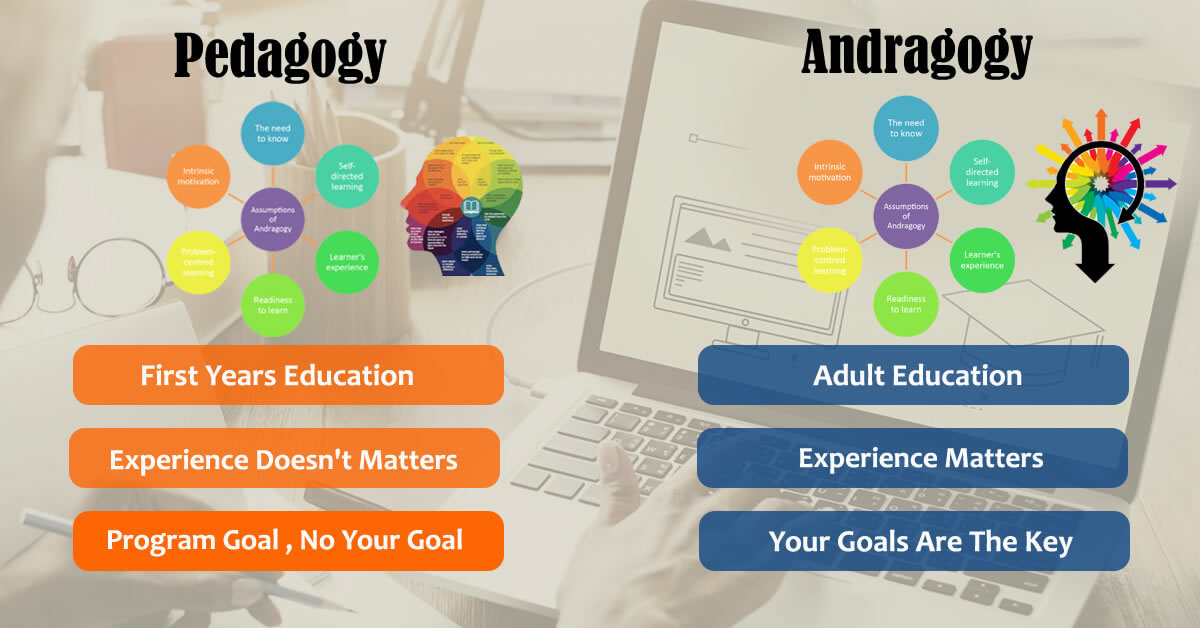 Pedagogy
The need
to know
Intrinsic
motivation
Self-
directed
learning
Assumptions
of
Andragogy
Problem-
centred
learning
Learner's
experience
Readiness
to learn
First Years Education
Experience Doesn't Matters
Program Goal , No Your Goal
Andragogy
The need
to know
Intrinsic
motivation
Self-
directed
learning
Assumptions
of
Andragogy
Problem-
centred
learning
Learner's
experience
Readiness
to learn
Adult Education
Experience Matters
Your Goals Are The Key